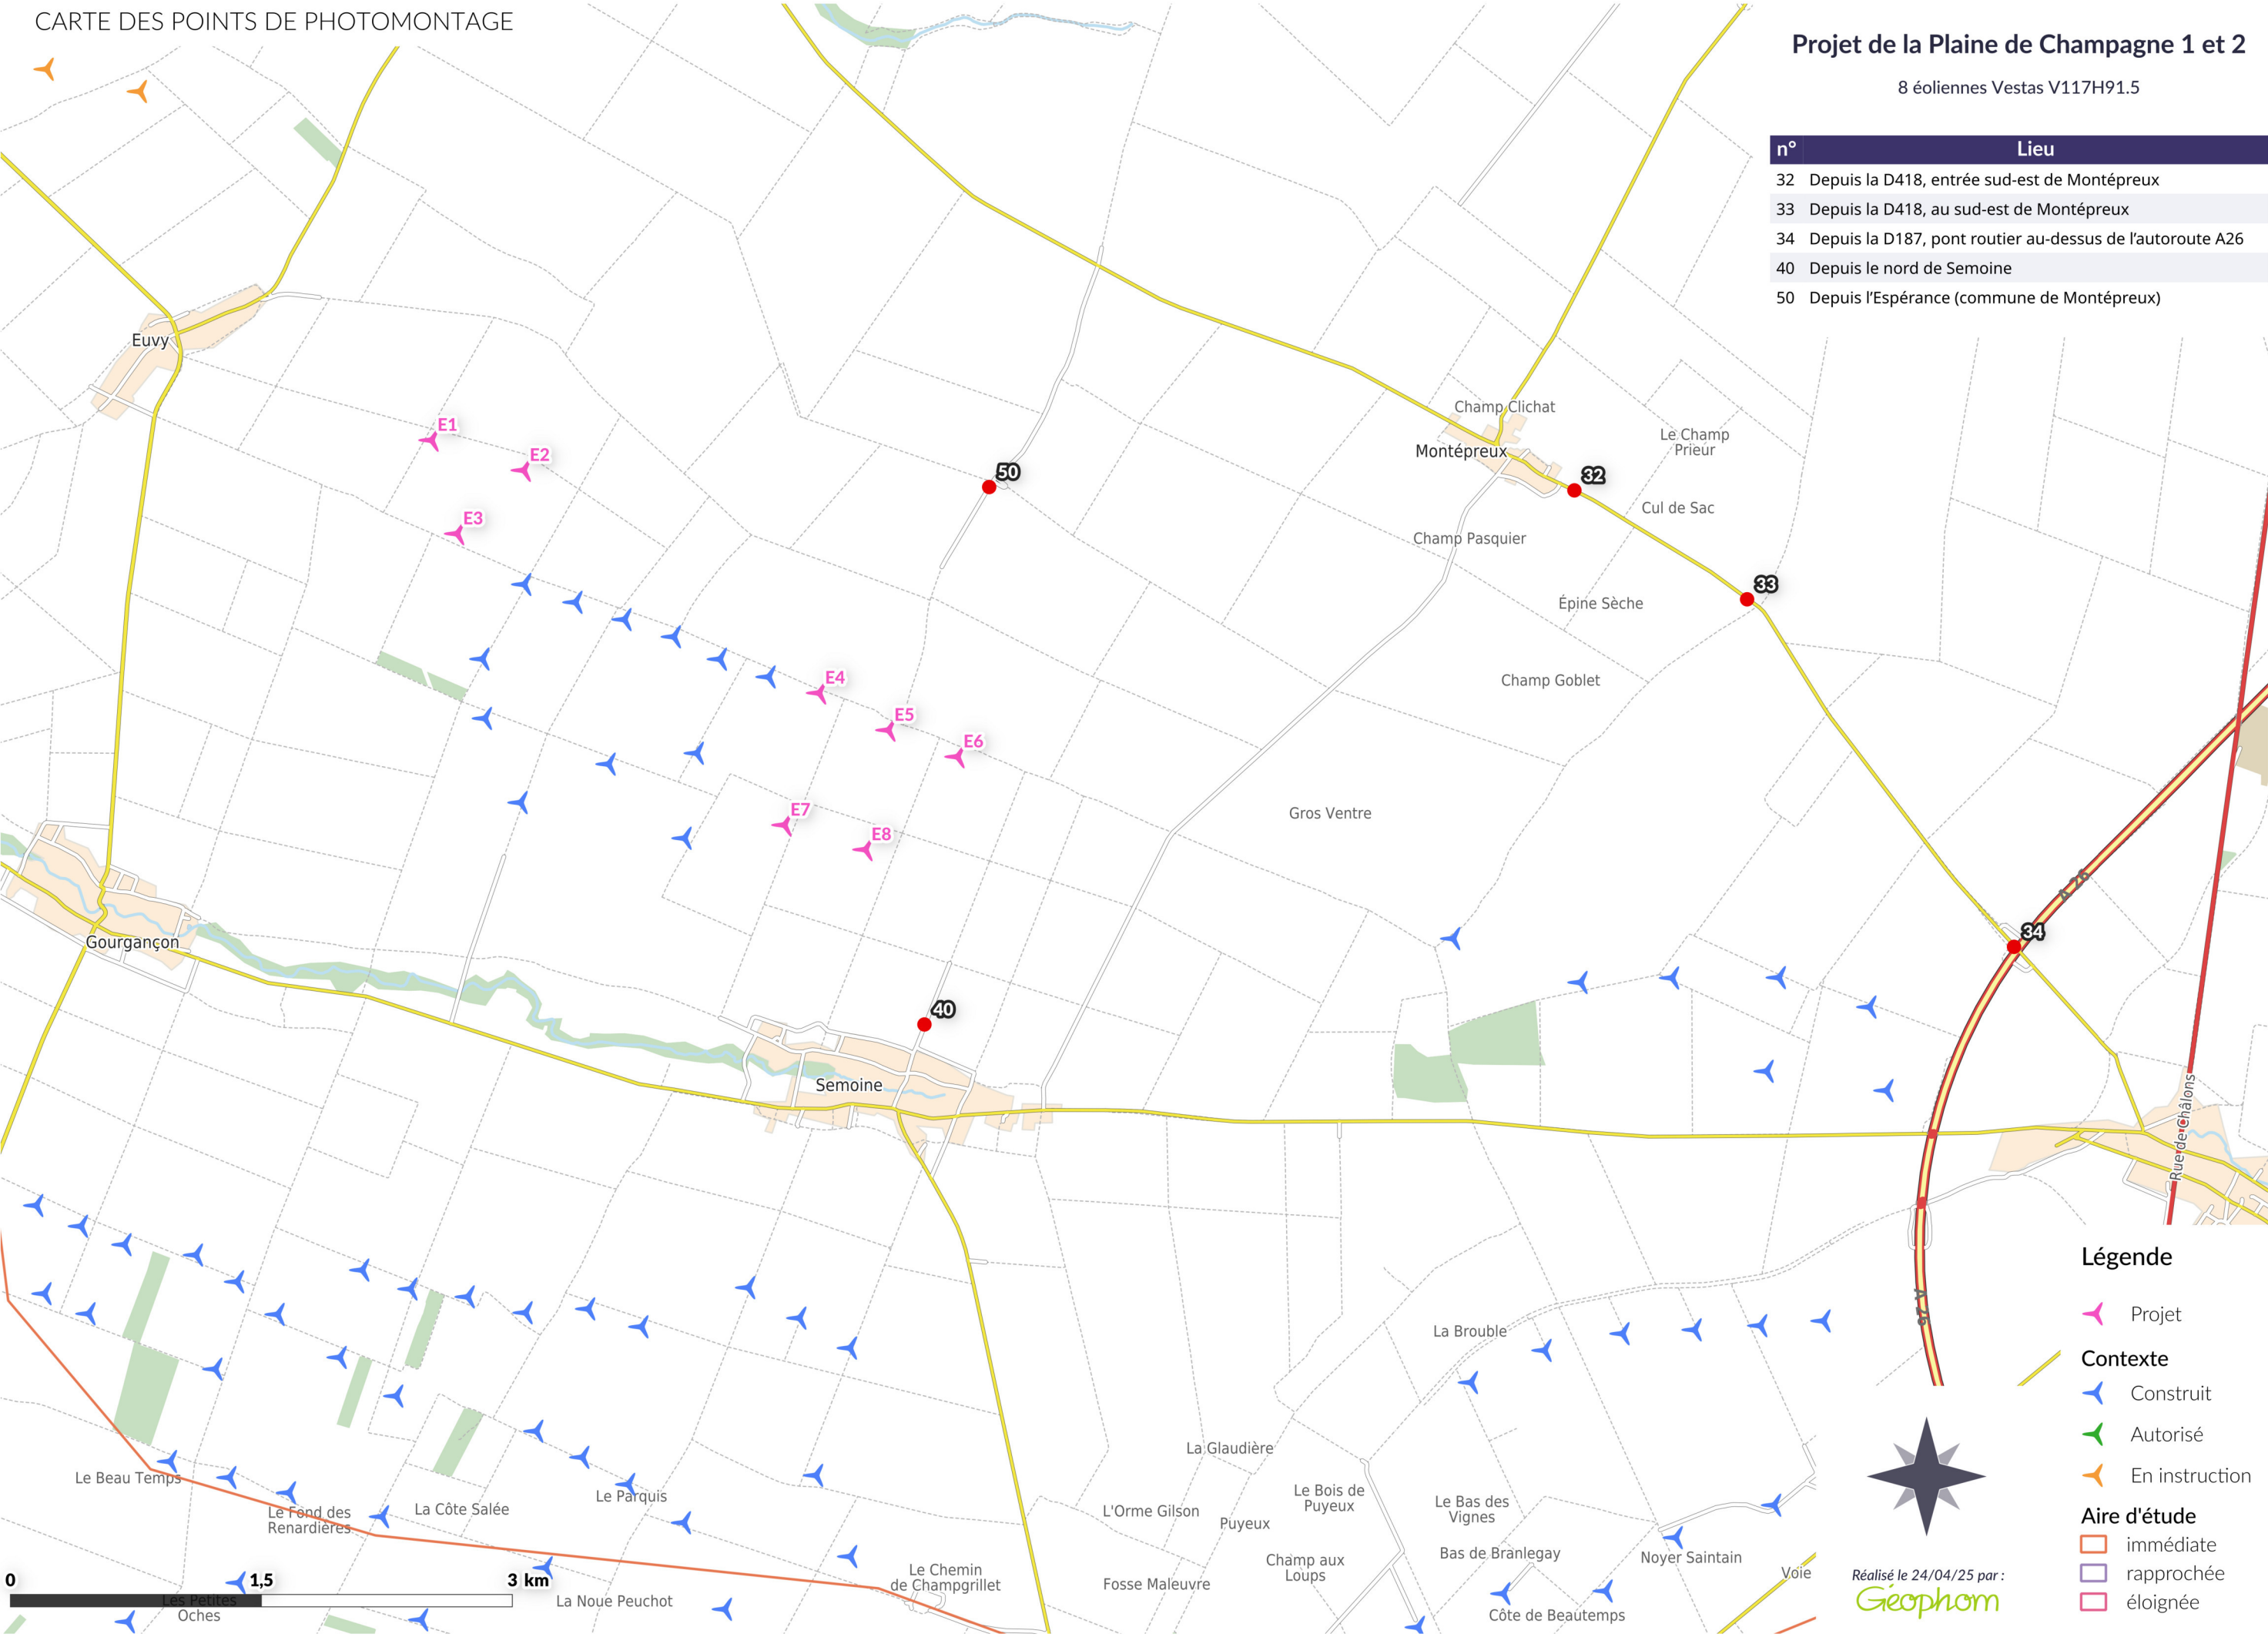 CARTE DES POINTS DE PHOTOMONTAGE
Projet de la Plaine de Champagne 1 et 2
8 éoliennes Vestas V117H91.5
n° Lieu
32 Depuis la D418, entrée sud-est de Montépreux
33 Depuis la D418, au sud-est de Montépreux
34 Depuis la D187, pont routier au-dessus de l'autoroute A26
40 Depuis le nord de Semoine
50 Depuis l'Espérance (commune de Montépreux)
Euvy
E1
E2
E3
50
Champ Clichat
Montépreux
Le Champ
Prieur
32
Cul de Sac
Champ Pasquier
33
Épine Sèche
Champ Goblet
E4
E5
E6
E7
E8
Gros Ventre
A 26
34
Gourgançon
40
Semoine
Rue de Châlons
A 26
La Brouble
La Glaudière
Le Beau Temps
Le Fond des
Renardières
La Côte Salée
Le Parquis
L'Orme Gilson
Puyeux
Le Bois de
Puyeux
Le Bas des
Vignes
Bas de Branlegay
Champ aux
Loups
Noyer Saintain
Voie
Le Chemin
de Champgrillet
Fosse Maleuvre
La Noue Peuchot
Côte de Beautemps
Les Petites
Oches
0 1,5 3 km
Légende
Projet
Contexte
Construit
Autorisé
En instruction
Aire d'étude
immédiate
rapprochée
éloignée
Réalisé le 24/04/25 par :
Géophom